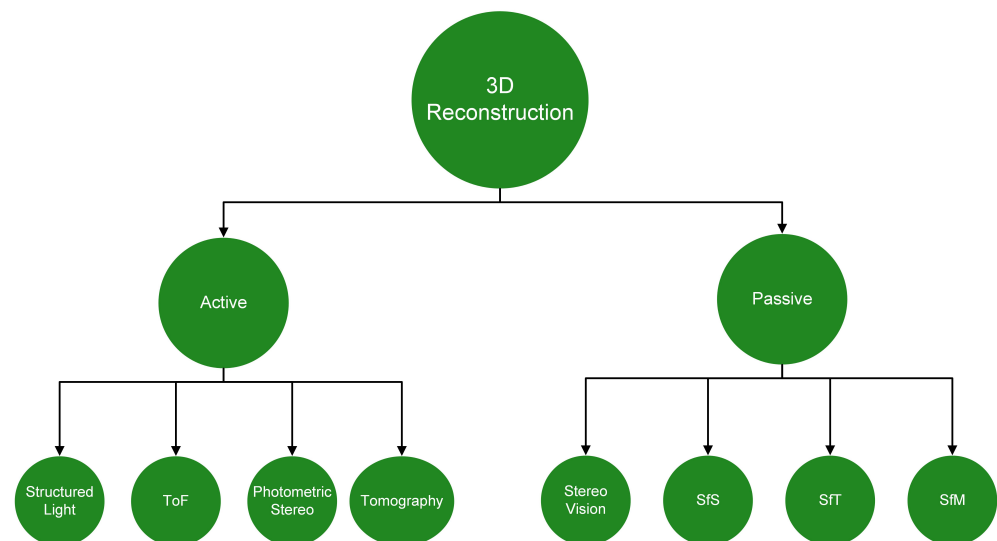 3D
Reconstruction
Active
Passive
Structured
Light
ToF
Photometric
Stereo
Tomography
Stereo
Vision
SfS
SfT
SfM